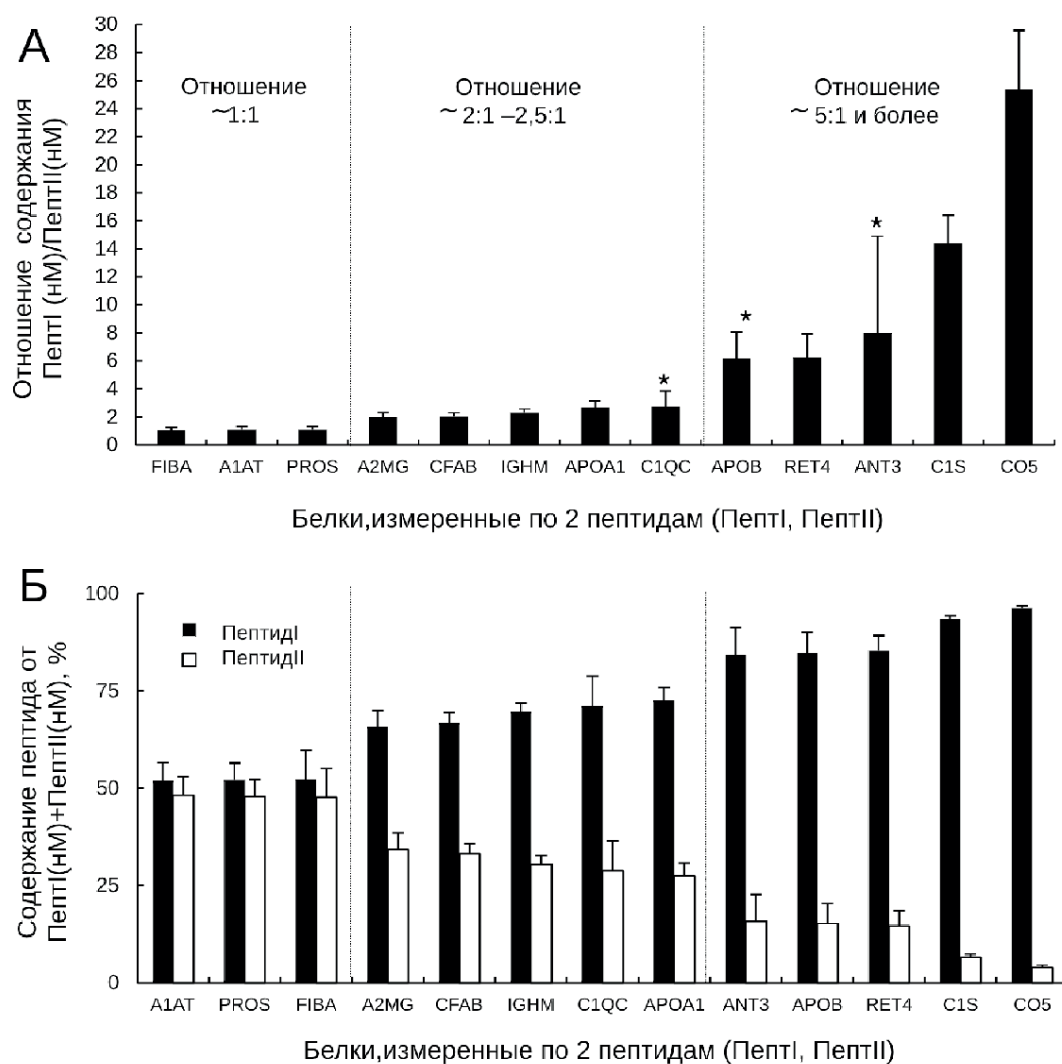 А
Отношение содержания
ПептI (нМ)/ПептII(нМ)
30
28
26
24
22
20
18
16
14
12
10
8
6
4
2
0
Отношение
~1:1
Отношение
~ 2:1 –2,5:1
Отношение
~ 5:1 и более
*
*
*
FIBA A1AT PROS A2MG CFAB IGHM APOA1 C1QC APOB RET4 ANT3 C1S CO5
Белки,измеренные по 2 пептидам (ПептI, ПептII)
Б
Содержание пептида от
ПептI(нМ)+ПептII(нМ), %
100
75
50
25
0
ПептидI
ПептидII
A1AT PROS FIBA A2MG CFAB IGHM C1QC APOA1 ANT3 APOB RET4 C1S CO5
Белки,измеренные по 2 пептидам (ПептI, ПептII)